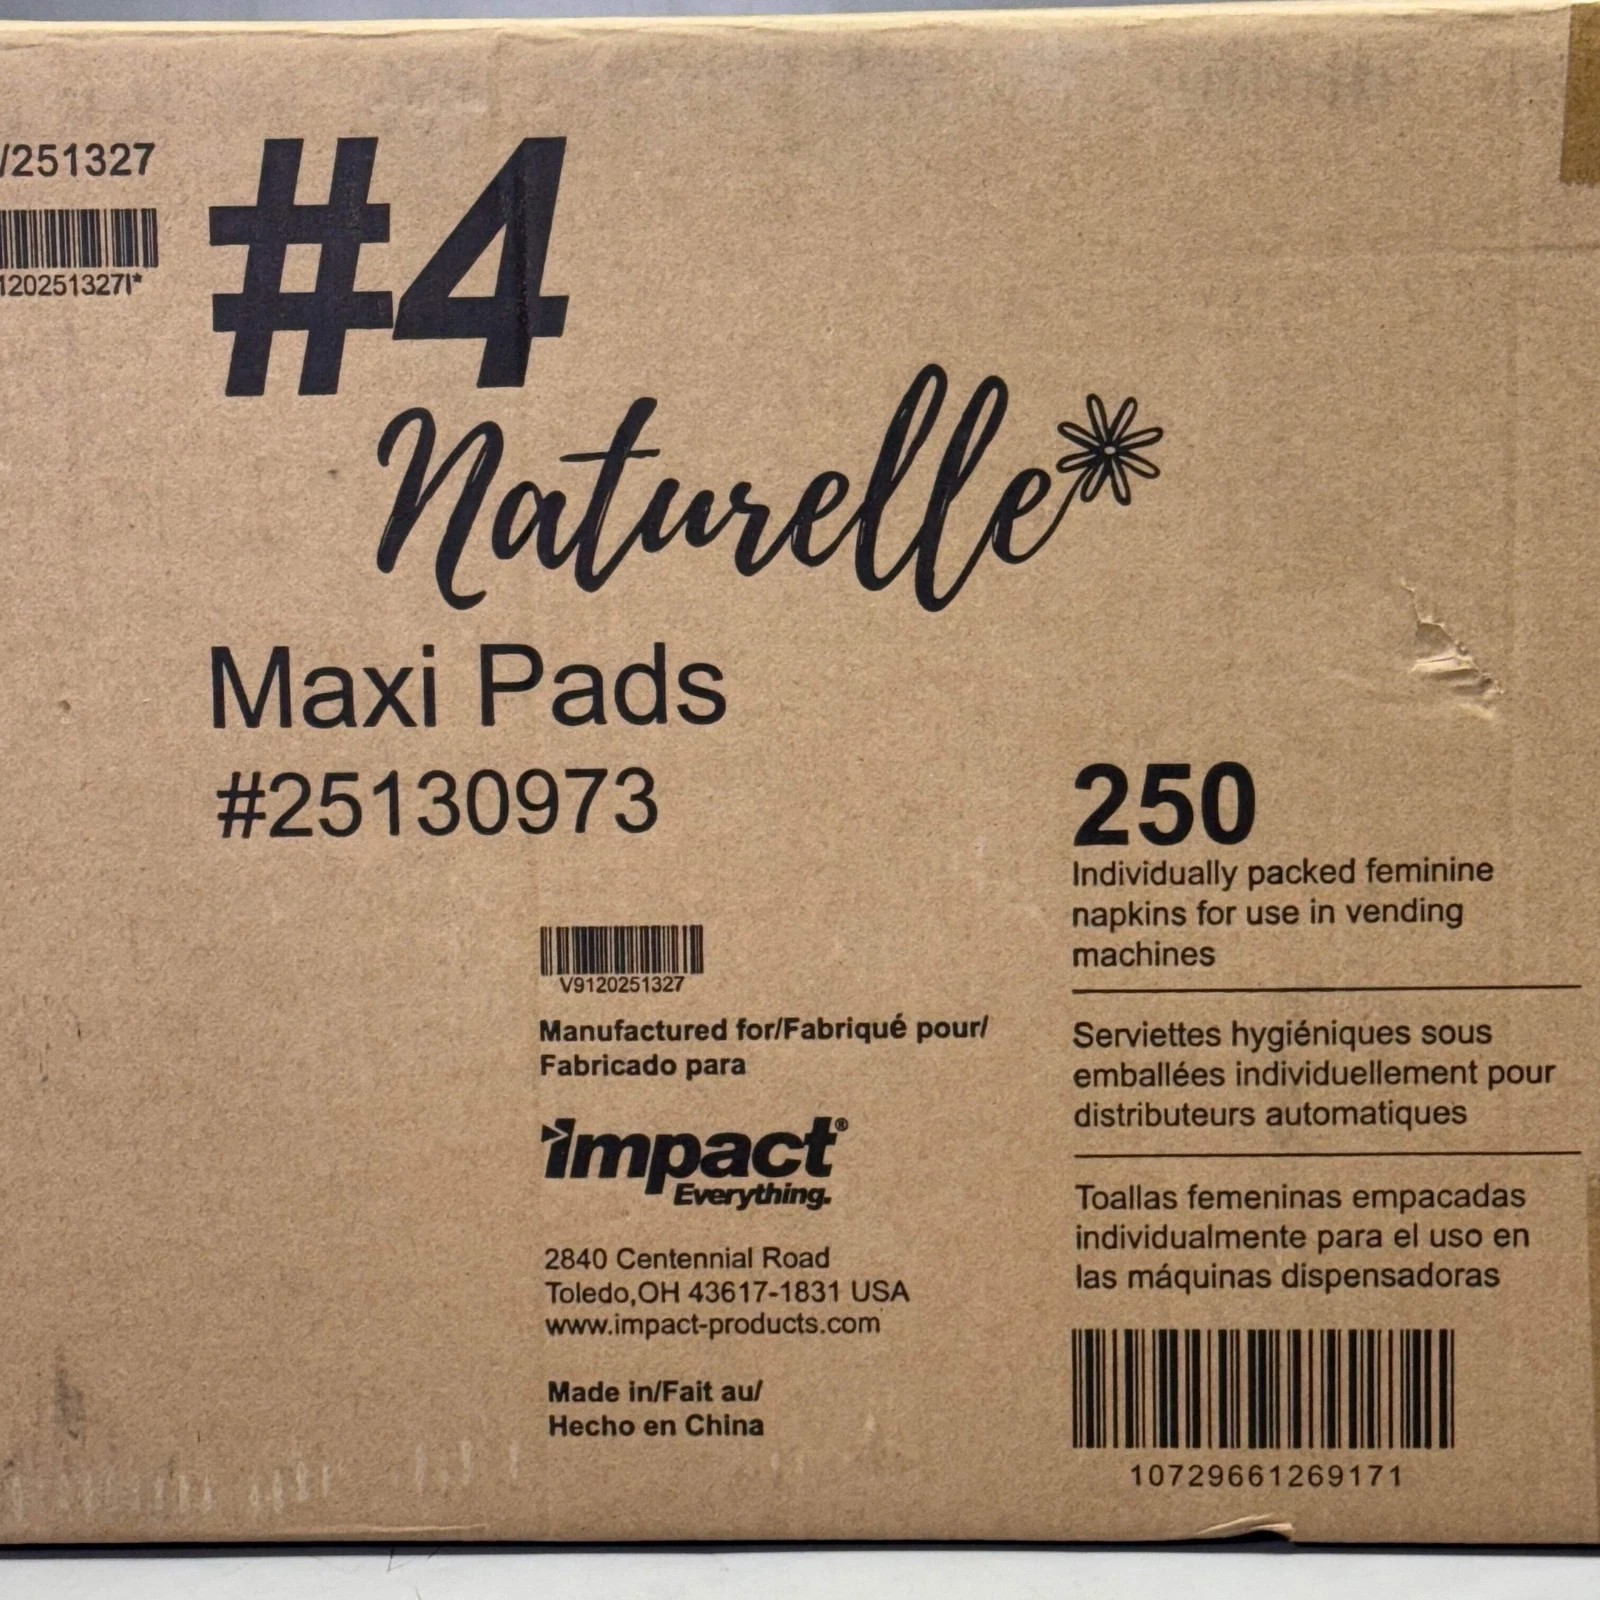 /251327
120251327I*
#4
Naturelle
Maxi Pads
#25130973
250
Individually packed feminine
napkins for use in vending
machines
V9120251327
Manufactured for/Fabriqué pour/
Fabricado para
impact®
Everything.
2840 Centennial Road
Toledo,OH 43617-1831 USA
www.impact-products.com
Made in/Fait au/
Hecho en China
Serviettes hygiéniques sous
emballées individuellement pour
distributeurs automatiques
Toallas femeninas empacadas
individualmente para el uso en
las máquinas dispensadoras
10729661269171